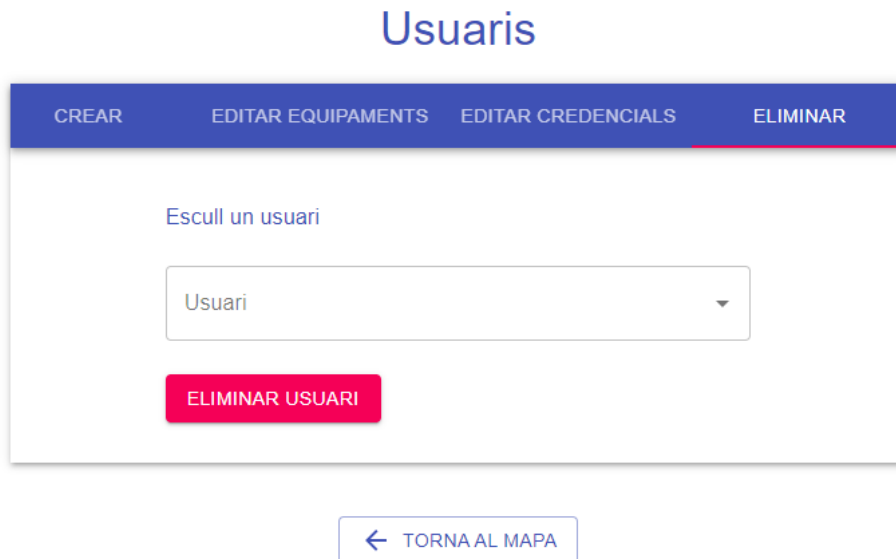 Usuaris
CREAR EDITAR EQUIPAMENTS EDITAR CREDENCIALS ELIMINAR
Escull un usuari
Usuari
ELIMINAR USUARI
TORNA AL MAPA